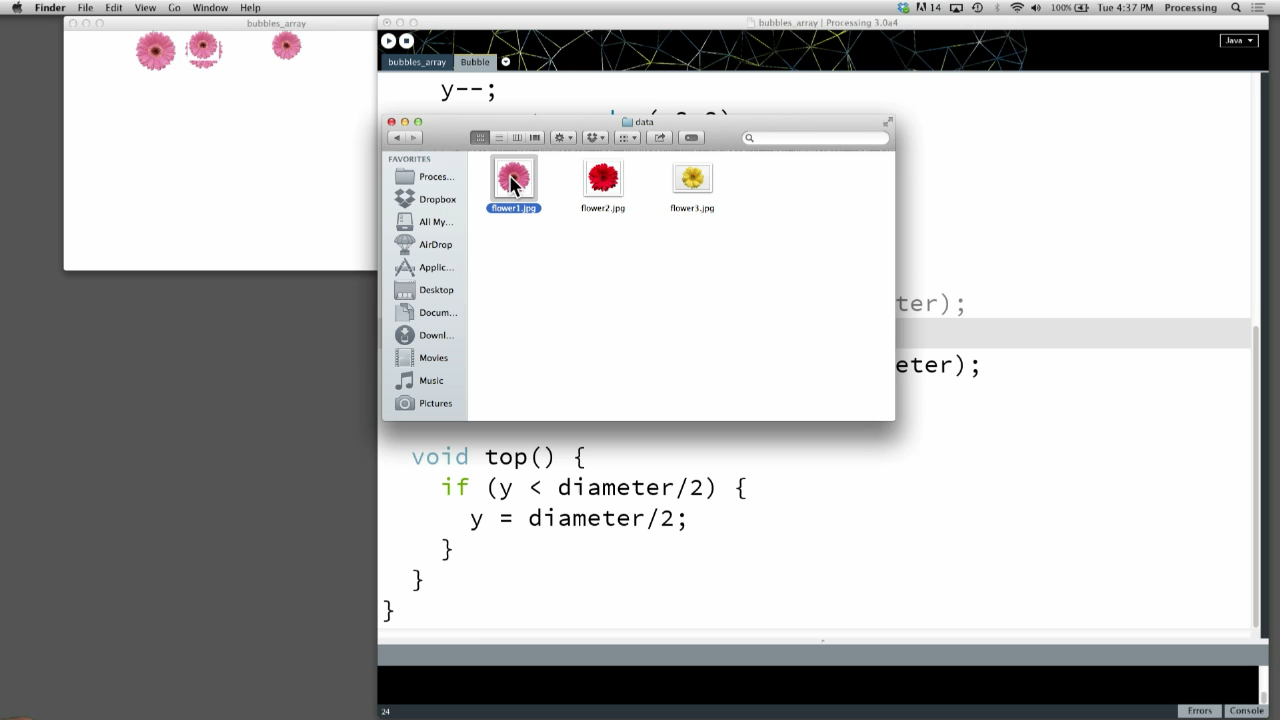 Finder File Edit View Go Window Help
14 100% Tue 4:37 PM Processing
bubbles_array
bubbles_array | Processing 3.0a4
Java
bubbles_array Bubble
y--;
data
FAVORITES
Proces...
Dropbox
All My...
AirDrop
Applic...
Desktop
Docum...
Downl...
Movies
Music
Pictures
flower1.jpg flower2.jpg flower3.jpg
ter);
eter);
void top() {
if (y < diameter/2) {
y = diameter/2;
}
}
}
24
Errors Console